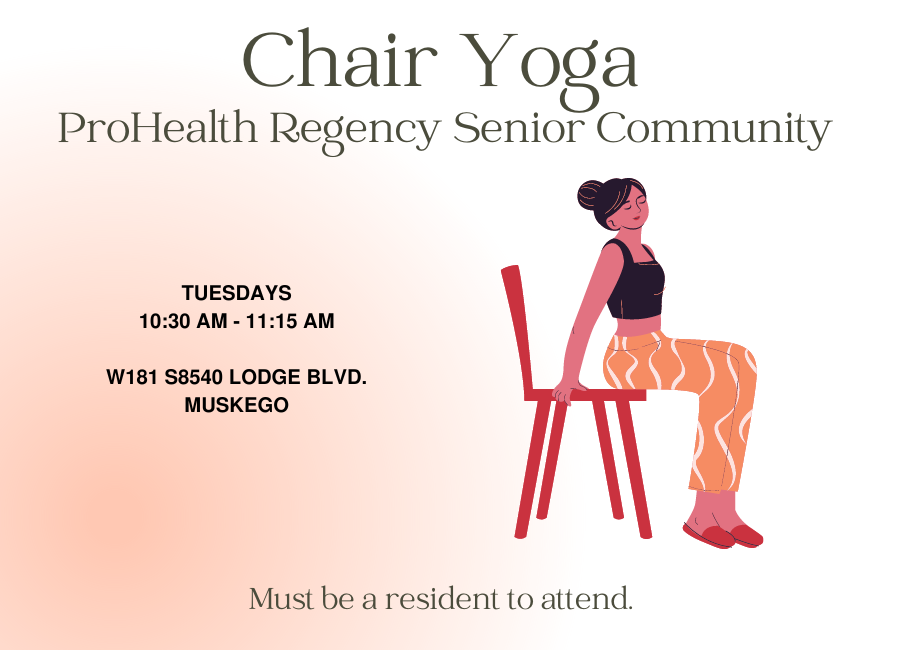 Chair Yoga
ProHealth Regency Senior Community
TUESDAYS
10:30 AM - 11:15 AM
W181 S8540 LODGE BLVD.
MUSKEGO
Must be a resident to attend.